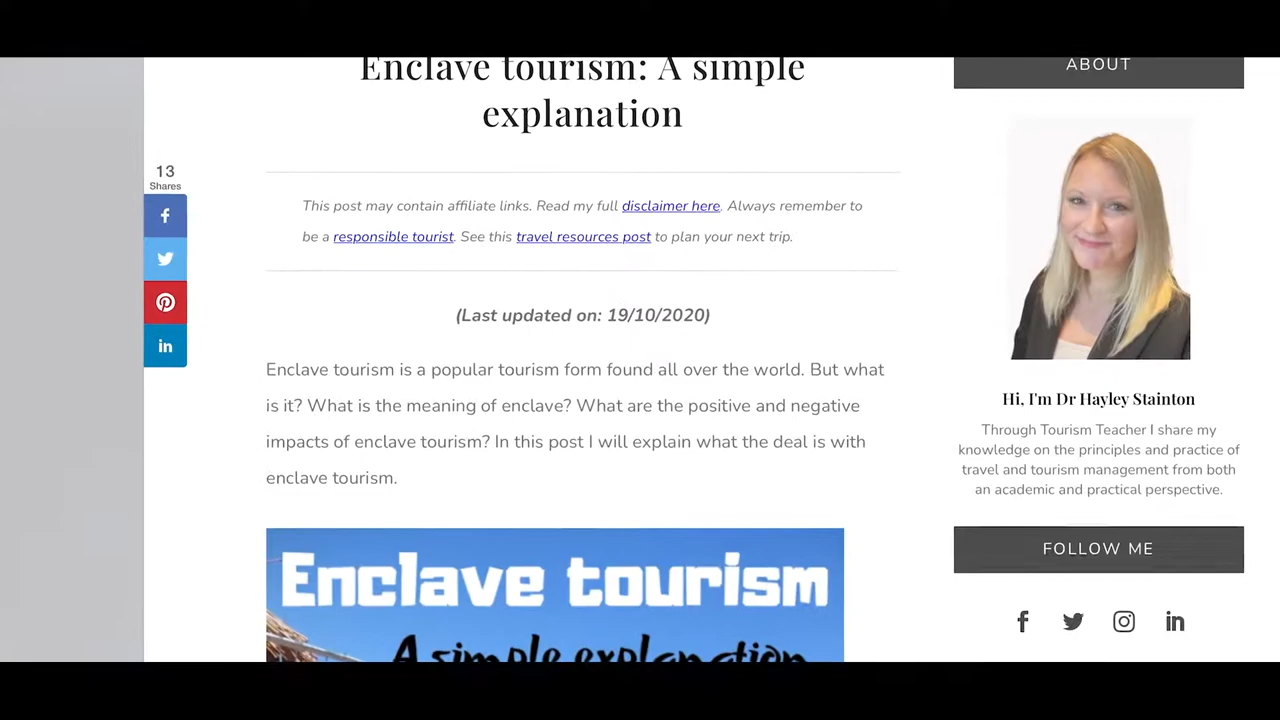 Enclave tourism: A simple
explanation
13
Shares
This post may contain affiliate links. Read my full disclaimer here. Always remember to
be a responsible tourist. See this travel resources post to plan your next trip.
(Last updated on: 19/10/2020)
Enclave tourism is a popular tourism form found all over the world. But what
is it? What is the meaning of enclave? What are the positive and negative
impacts of enclave tourism? In this post I will explain what the deal is with
enclave tourism.
Enclave tourism
A simple explanation
ABOUT
Hi, I'm Dr Hayley Stainton
Through Tourism Teacher I share my
knowledge on the principles and practice of
travel and tourism management from both
an academic and practical perspective.
FOLLOW ME